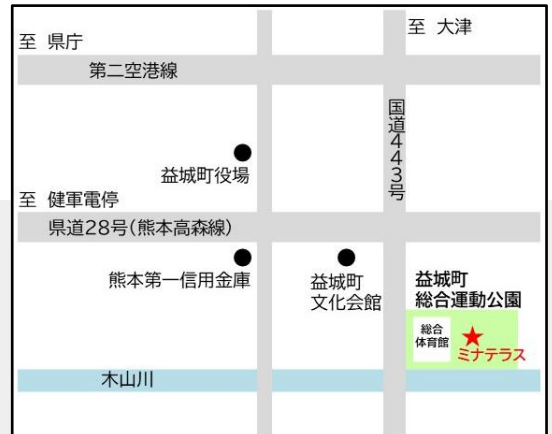 至 大津
至 県庁
第二空港線
国道443号
益城町役場
至 健軍電停
県道28号(熊本高森線)
熊本第一信用金庫
益城町
文化会館
益城町
総合運動公園
総合
体育館
ミナテラス
木山川